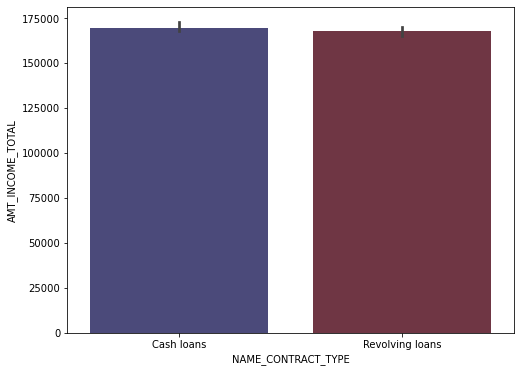 175000
150000
125000
100000
75000
50000
25000
0
AMT_INCOME_TOTAL
Cash loans
Revolving loans
NAME_CONTRACT_TYPE